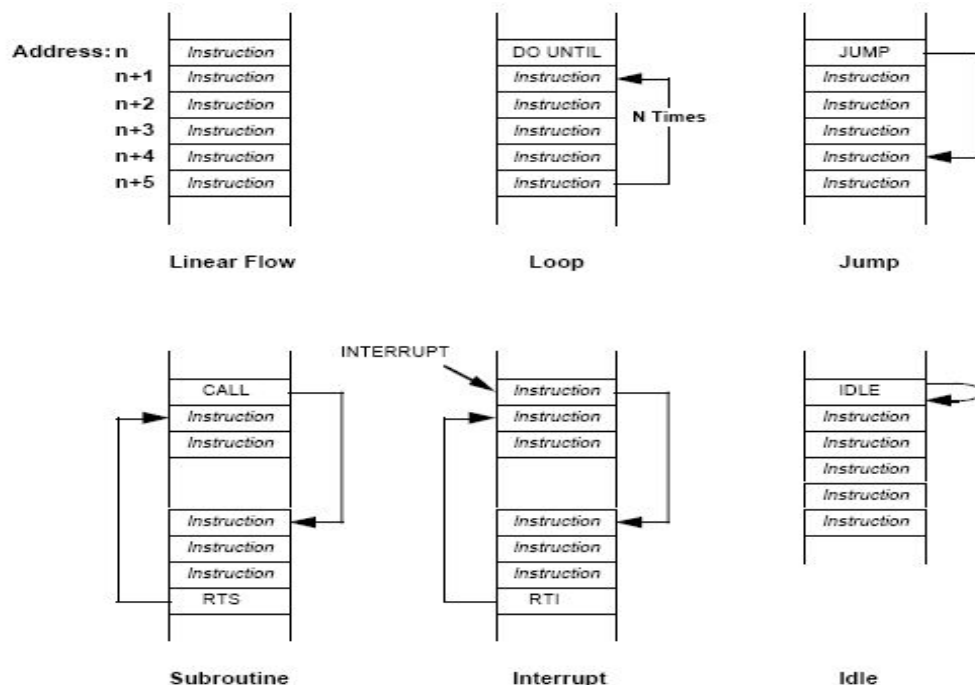 Address: n Instruction DO UNTIL JUMP
n+1 Instruction Instruction Instruction
n+2 Instruction Instruction Instruction
n+3 Instruction N Times Instruction Instruction
n+4 Instruction Instruction Instruction
n+5 Instruction Instruction Instruction
Linear Flow Loop Jump
INTERRUPT
CALL Instruction IDLE
Instruction Instruction Instruction
Instruction Instruction Instruction
Instruction
Instruction
Instruction Instruction Instruction
Instruction Instruction
Instruction Instruction
RTS RTI
Subroutine Interrupt Idle